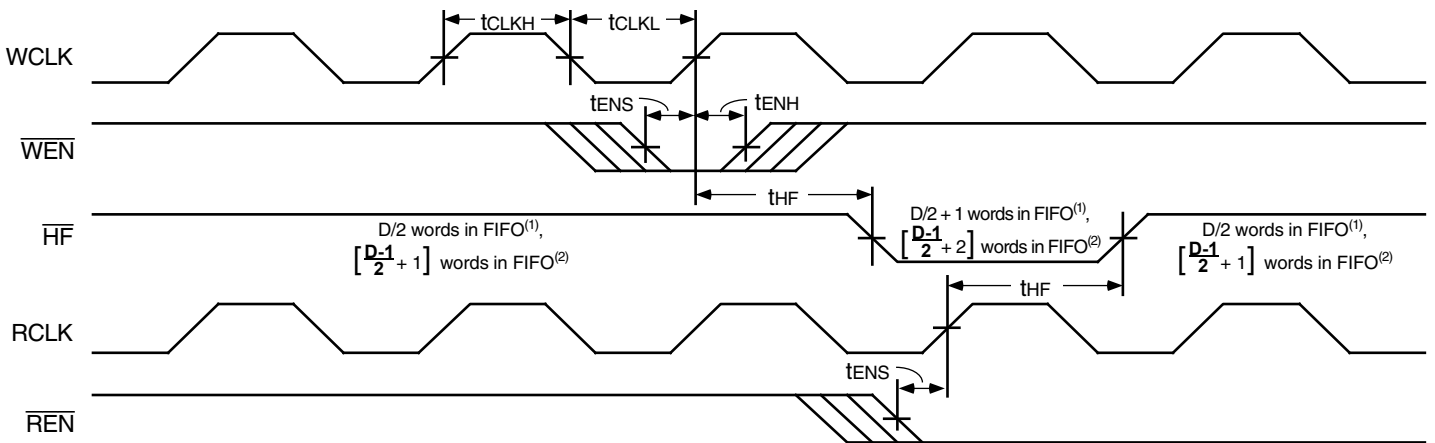 tCLKH
tCLKL
WCLK
tENS
tENH
WEN
tHF
HF
D/2 words in FIFO(1),
[D-1/2 + 1] words in FIFO(2)
D/2 + 1 words in FIFO(1),
[D-1/2 + 2] words in FIFO(2)
D/2 words in FIFO(1),
[D-1/2 + 1] words in FIFO(2)
tHF
RCLK
tENS
REN